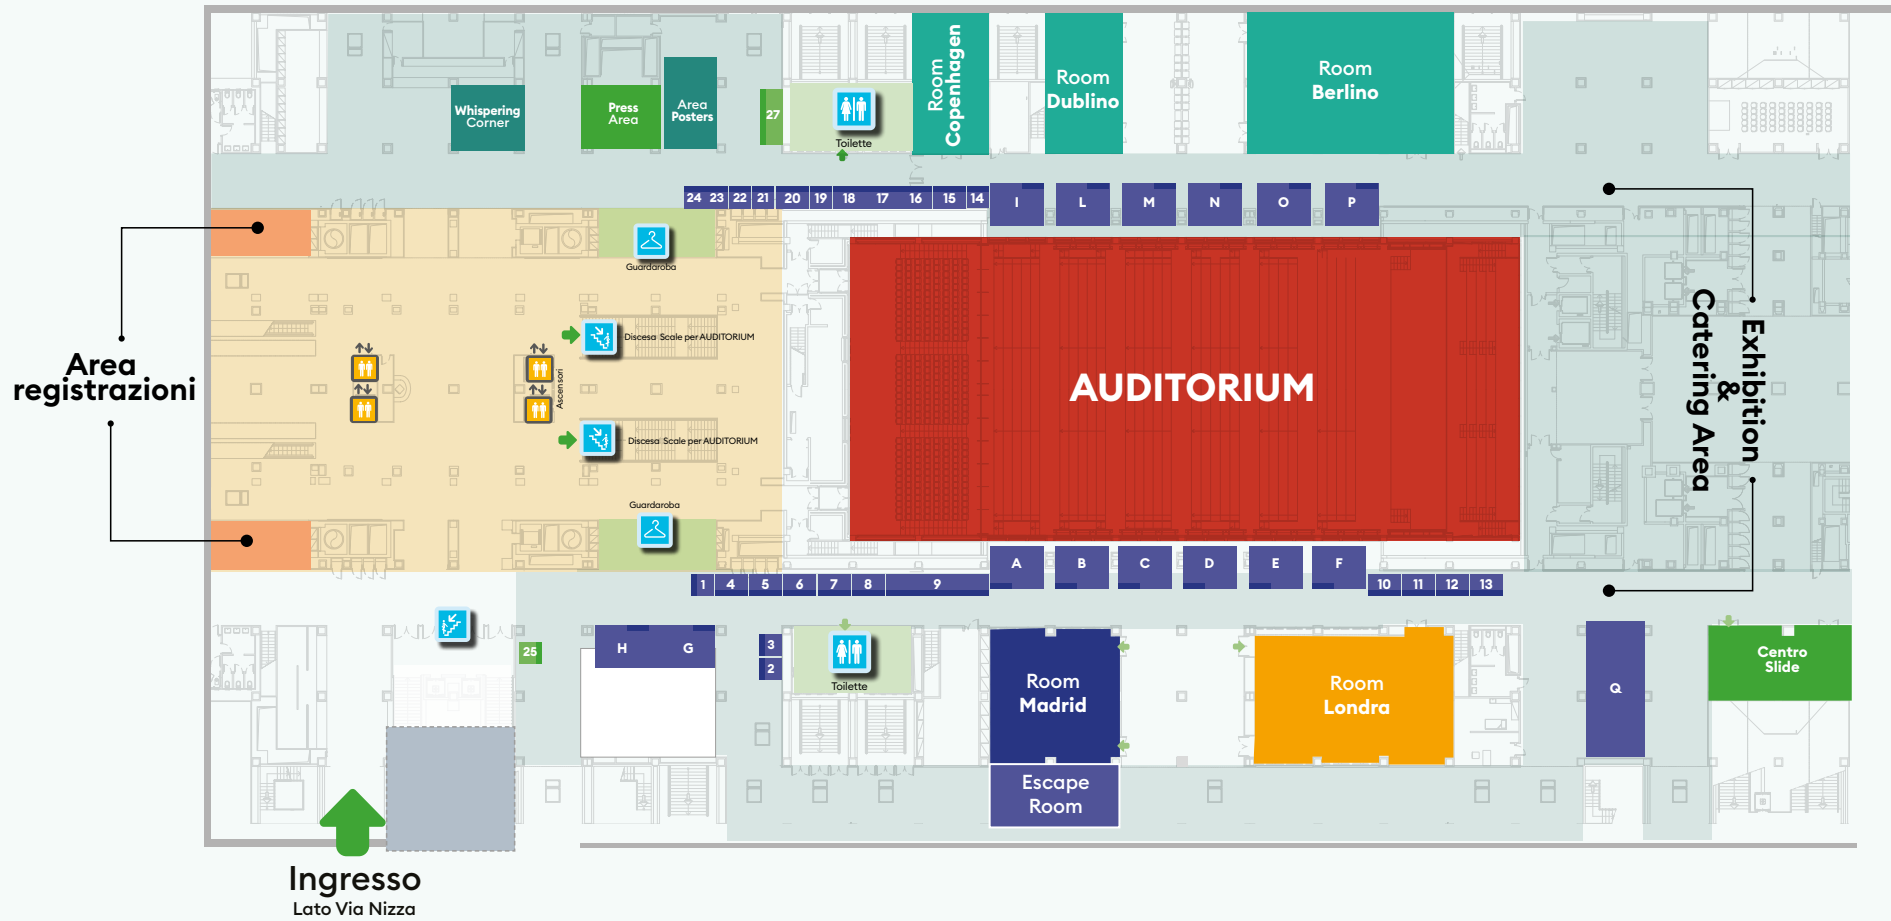 Room
Copenhagen
Room
Dublino
Room
Berlino
Whispering
Corner
Press
Area
Area
Posters
27
Toilette
24 23 22 21 20 19 18 17 16 15 14
I L M N O P
Guardaroba
Discesa Scale per AUDITORIUM
Area
registrazioni
Ascensori
AUDITORIUM
Exhibition
&
Catering Area
Discesa Scale per AUDITORIUM
Guardaroba
A B C D E F
1 4 5 6 7 8 9 10 11 12 13
25
H G
3
2
Toilette
Room
Madrid
Room
Londra
Q
Centro
Slide
Escape
Room
Ingresso
Lato Via Nizza